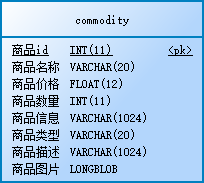 commodity
商品id INT(11) <pk>
商品名称 VARCHAR(20)
商品价格 FLOAT(12)
商品数量 INT(11)
商品信息 VARCHAR(1024)
商品类型 VARCHAR(20)
商品描述 VARCHAR(1024)
商品图片 LONGBLOB